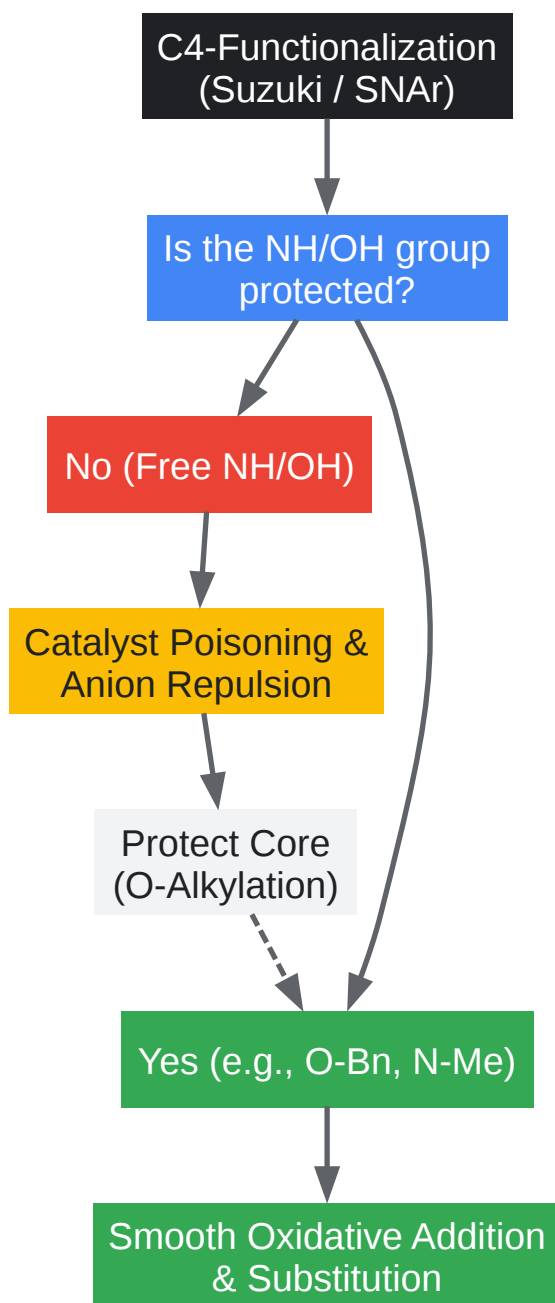 C4-Functionalization
(Suzuki / SNAr)
Is the NH/OH group
protected?
No (Free NH/OH)
Catalyst Poisoning &
Anion Repulsion
Protect Core
(O-Alkylation)
Yes (e.g., O-Bn, N-Me)
Smooth Oxidative Addition
& Substitution